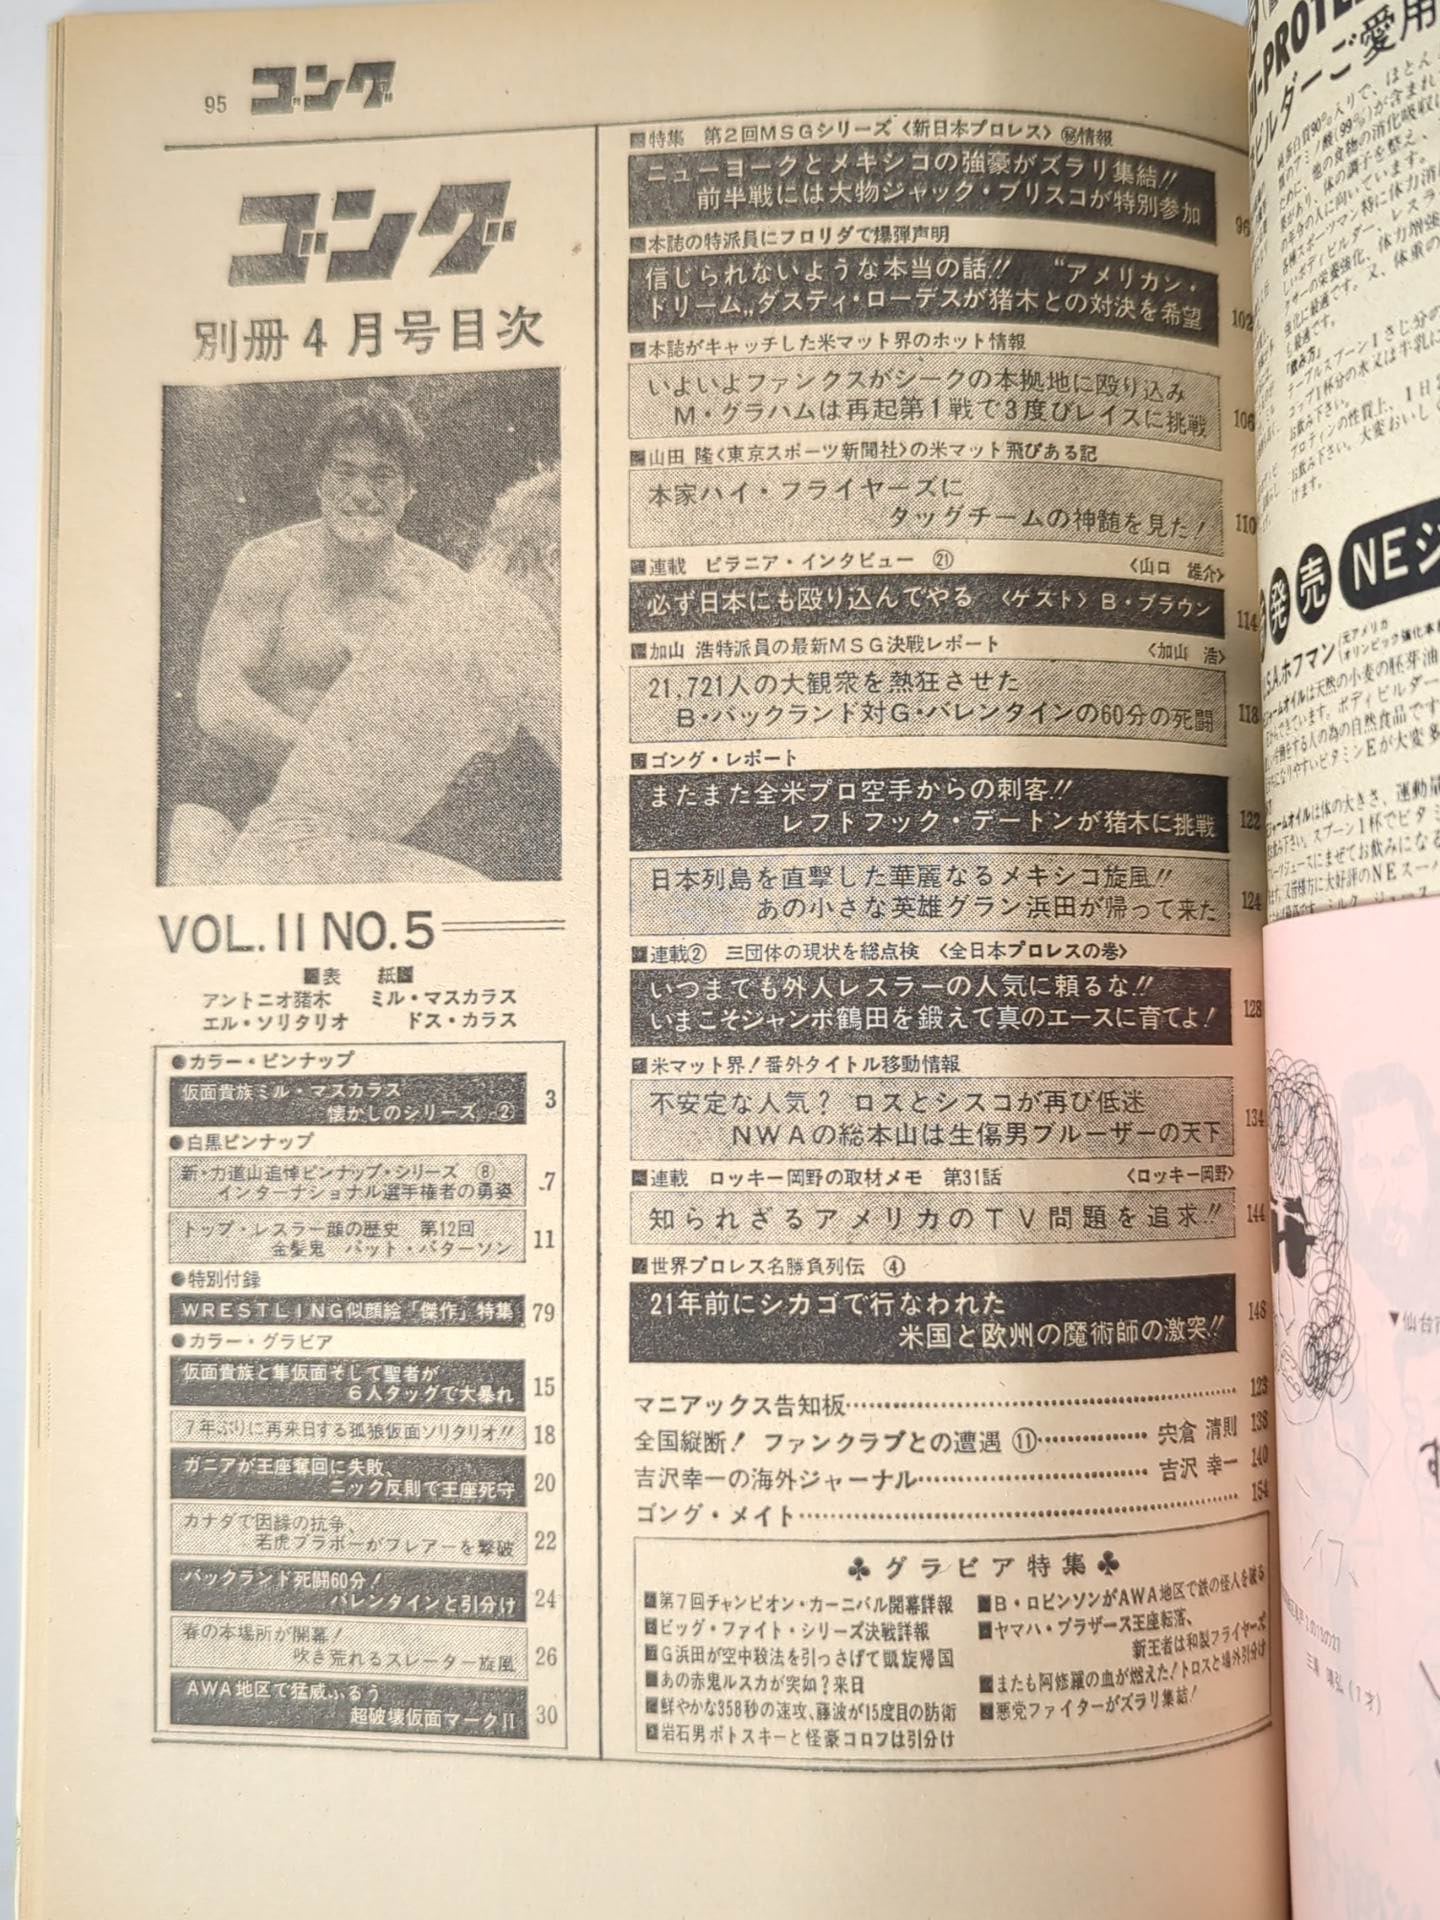 95 ゴング
ゴング
別冊4月号目次
VOL.11 NO.5
■表 紙■
アントニオ猪木 ミル・マスカラス
エル・ソリタリオ ドス・カラス
●カラー・ピンナップ
仮面貴族ミル・マスカラス
懐かしのシリーズ ② 3
●白黒ピンナップ
新・力道山追悼ピンナップ・シリーズ ⑧
インターナショナル選手権者の勇姿 7
トップ・レスラー顔の歴史 第12回
金髪鬼 パット・パターソン 11
●特別付録
WRESTLING似顔絵「傑作」特集 79
●カラー・グラビア
仮面貴族と隼仮面そして聖者が
6人タッグで大暴れ 15
7年ぶりに再来日する孤狼仮面ソリタリオ!! 18
ガニアが王座奪回に失敗、
ニック反則で王座死守 20
カナダで因縁の抗争、
若虎ブラボーがフレアーを撃破 22
バックランド死闘60分!
バレンタインと引分け 24
春の本場所が開幕!
吹き荒れるスレーター旋風 26
AWA地区で猛威ふるう
超破壊仮面マークⅡ 30
■特集 第2回MSGシリーズ〈新日本プロレス〉㊙情報
ニューヨークとメキシコの強豪がズラリ集結!!
前半戦には大物ジャック・ブリスコが特別参加 96
■本誌の特派員にフロリダで爆弾声明
信じられないような本当の話!! “アメリカン・
ドリーム„ダスティ・ローデスが猪木との対決を希望 102
■本誌がキャッチした米マット界のホット情報
いよいよファンクスがシークの本拠地に殴り込み
M・グラハムは再起第1戦で3度びレイスに挑戦 106
■山田 隆〈東京スポーツ新聞社〉の米マット飛びある記
本家ハイ・フライヤーズに
タッグチームの神髄を見た! 110
■連載 ピラニア・インタビュー ㉑ 〈山口 雄介〉
必ず日本にも殴り込んでやる 〈ゲスト〉B・ブラウン 114
■加山 浩特派員の最新MSG決戦レポート 〈加山 浩〉
21,721人の大観衆を熱狂させた
B・バックランド対G・バレンタインの60分の死闘 118
■ゴング・レポート
またまた全米プロ空手からの刺客!!
レフトフック・デートンが猪木に挑戦 122
日本列島を直撃した華麗なるメキシコ旋風!!
あの小さな英雄グラン浜田が帰って来た 124
■連載② 三団体の現状を総点検 〈全日本プロレスの巻〉
いつまでも外人レスラーの人気に頼るな!!
いまこそジャンボ鶴田を鍛えて真のエースに育てよ! 128
■米マット界!番外タイトル移動情報
不安定な人気? ロスとシスコが再び低迷
NWAの総本山は生傷男ブルーザーの天下 134
■連載 ロッキー岡野の取材メモ 第31話 〈ロッキー岡野〉
知られざるアメリカのTV問題を追求!! 144
■世界プロレス名勝負列伝 ④
21年前にシカゴで行なわれた
米国と欧州の魔術師の激突!! 148
マニアックス告知板 123
全国縦断! ファンクラブとの遭遇 ⑪ 宍倉 清則 138
吉沢幸一の海外ジャーナル 吉沢 幸一 140
ゴング・メイト 154
♣グラビア特集♣
■第7回チャンピオン・カーニバル開幕詳報
■ビッグ・ファイト・シリーズ決戦詳報
■G浜田が空中殺法を引っさげて凱旋帰国
■あの赤鬼ルスカが突如?来日
■鮮やかな358秒の速攻、藤波が15度目の防衛
■岩石男ボトスキーと怪豪コロフは引分け
■B・ロビンソンがAWA地区で鉄の怪人を破る
■ヤマハ・ブラザース王座転落、
新王者は和製フライヤーズ
■またも阿修羅の血が燃えた!トロスと場外引分け
■悪党ファイターがズラリ集結!
ビルダーご愛用
発売 NEジ